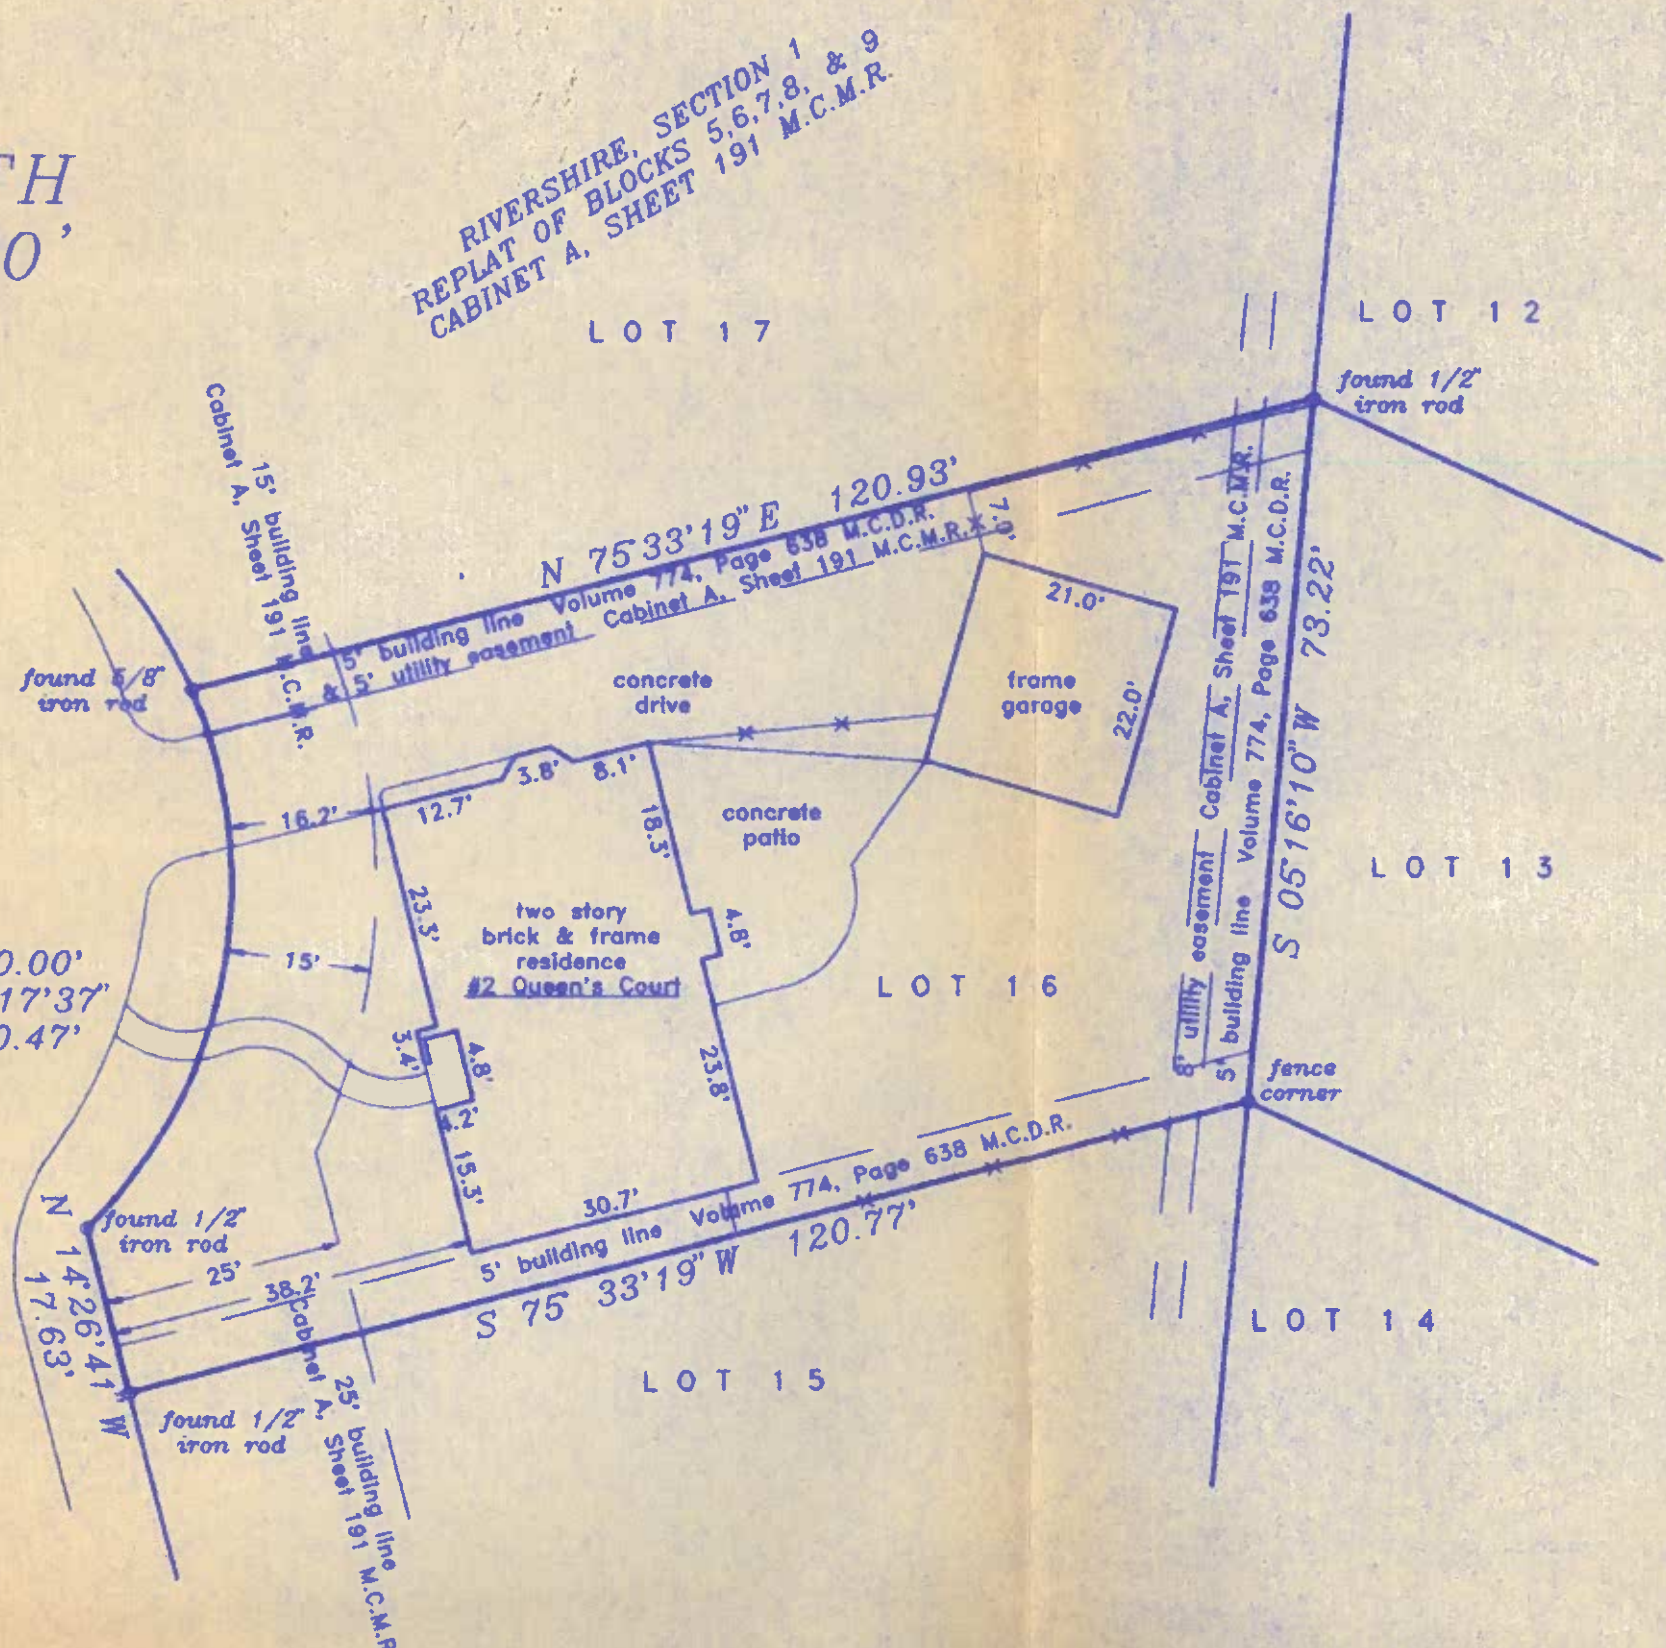 RIVERSHIRE, SECTION 1
REPLAT OF BLOCKS 5,6,7,8, & 9
CABINET A, SHEET 191 M.C.M.R.
LOT 17
LOT 12
found 1/2"
iron rod
15' building line
Cabinet A, Sheet 191 M.C.M.R.
N 75°33'19" E 120.93'
5' building line Volume 774, Page 638 M.C.D.R.
& 5' utility easement Cabinet A, Sheet 191 M.C.M.R.
found 5/8"
iron rod
concrete
drive
21.0'
22.0'
frame
garage
16.2'
12.7'
3.8'
8.1'
18.3'
concrete
patio
23.3'
4.8'
15'
two story
brick & frame
residence
#2 Queen's Court
LOT 16
8' utility easement Cabinet A, Sheet 191 M.C.M.R.
5' building line Volume 774, Page 638 M.C.D.R.
S 05°16'10" W 73.22'
LOT 13
17'37"
3.4'
4.8'
4.2'
15.3'
23.8'
30.7'
fence
corner
found 1/2"
iron rod
25'
38.2'
5' building line Volume 774, Page 638 M.C.D.R.
S 75° 33'19" W 120.77'
N 14°26'41" W
17.63'
found 1/2"
iron rod
25' building line
Cabinet A, Sheet 191 M.C.M.R
LOT 15
LOT 14